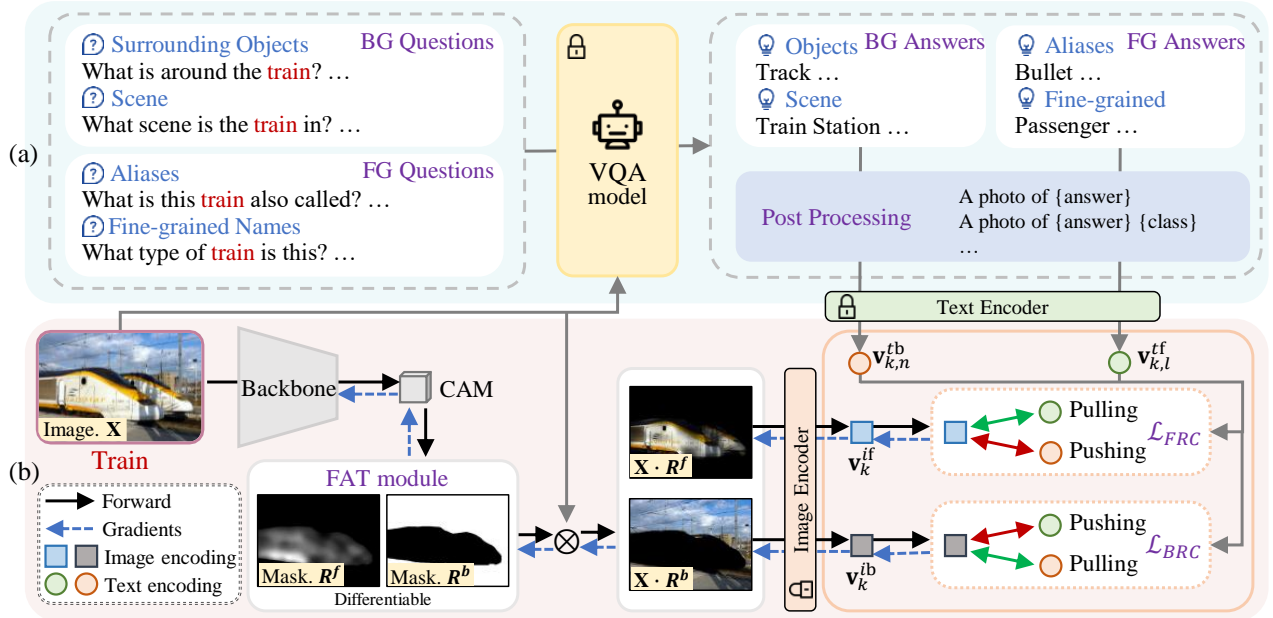 (a)
Surrounding Objects
BG Questions
What is around the train? …
Scene
What scene is the train in? …
Aliases
FG Questions
What is this train also called? …
Fine-grained Names
What type of train is this? …
VQA
model
Objects
BG Answers
Track …
Scene
Train Station …
Aliases
FG Answers
Bullet …
Fine-grained
Passenger …
Post Processing
A photo of {answer}
A photo of {answer} {class}
…
Text Encoder
(b)
Image. X
Train
Backbone
CAM
FAT module
Mask. R^f
Mask. R^b
Differentiable
Forward
Gradients
Image encoding
Text encoding
X · R^f
X · R^b
Image Encoder
v_{k,n}^{tb}
v_{k,l}^{tf}
v_k^{if}
Pulling
Pushing
ℒ_{FRC}
v_k^{ib}
Pushing
Pulling
ℒ_{BRC}